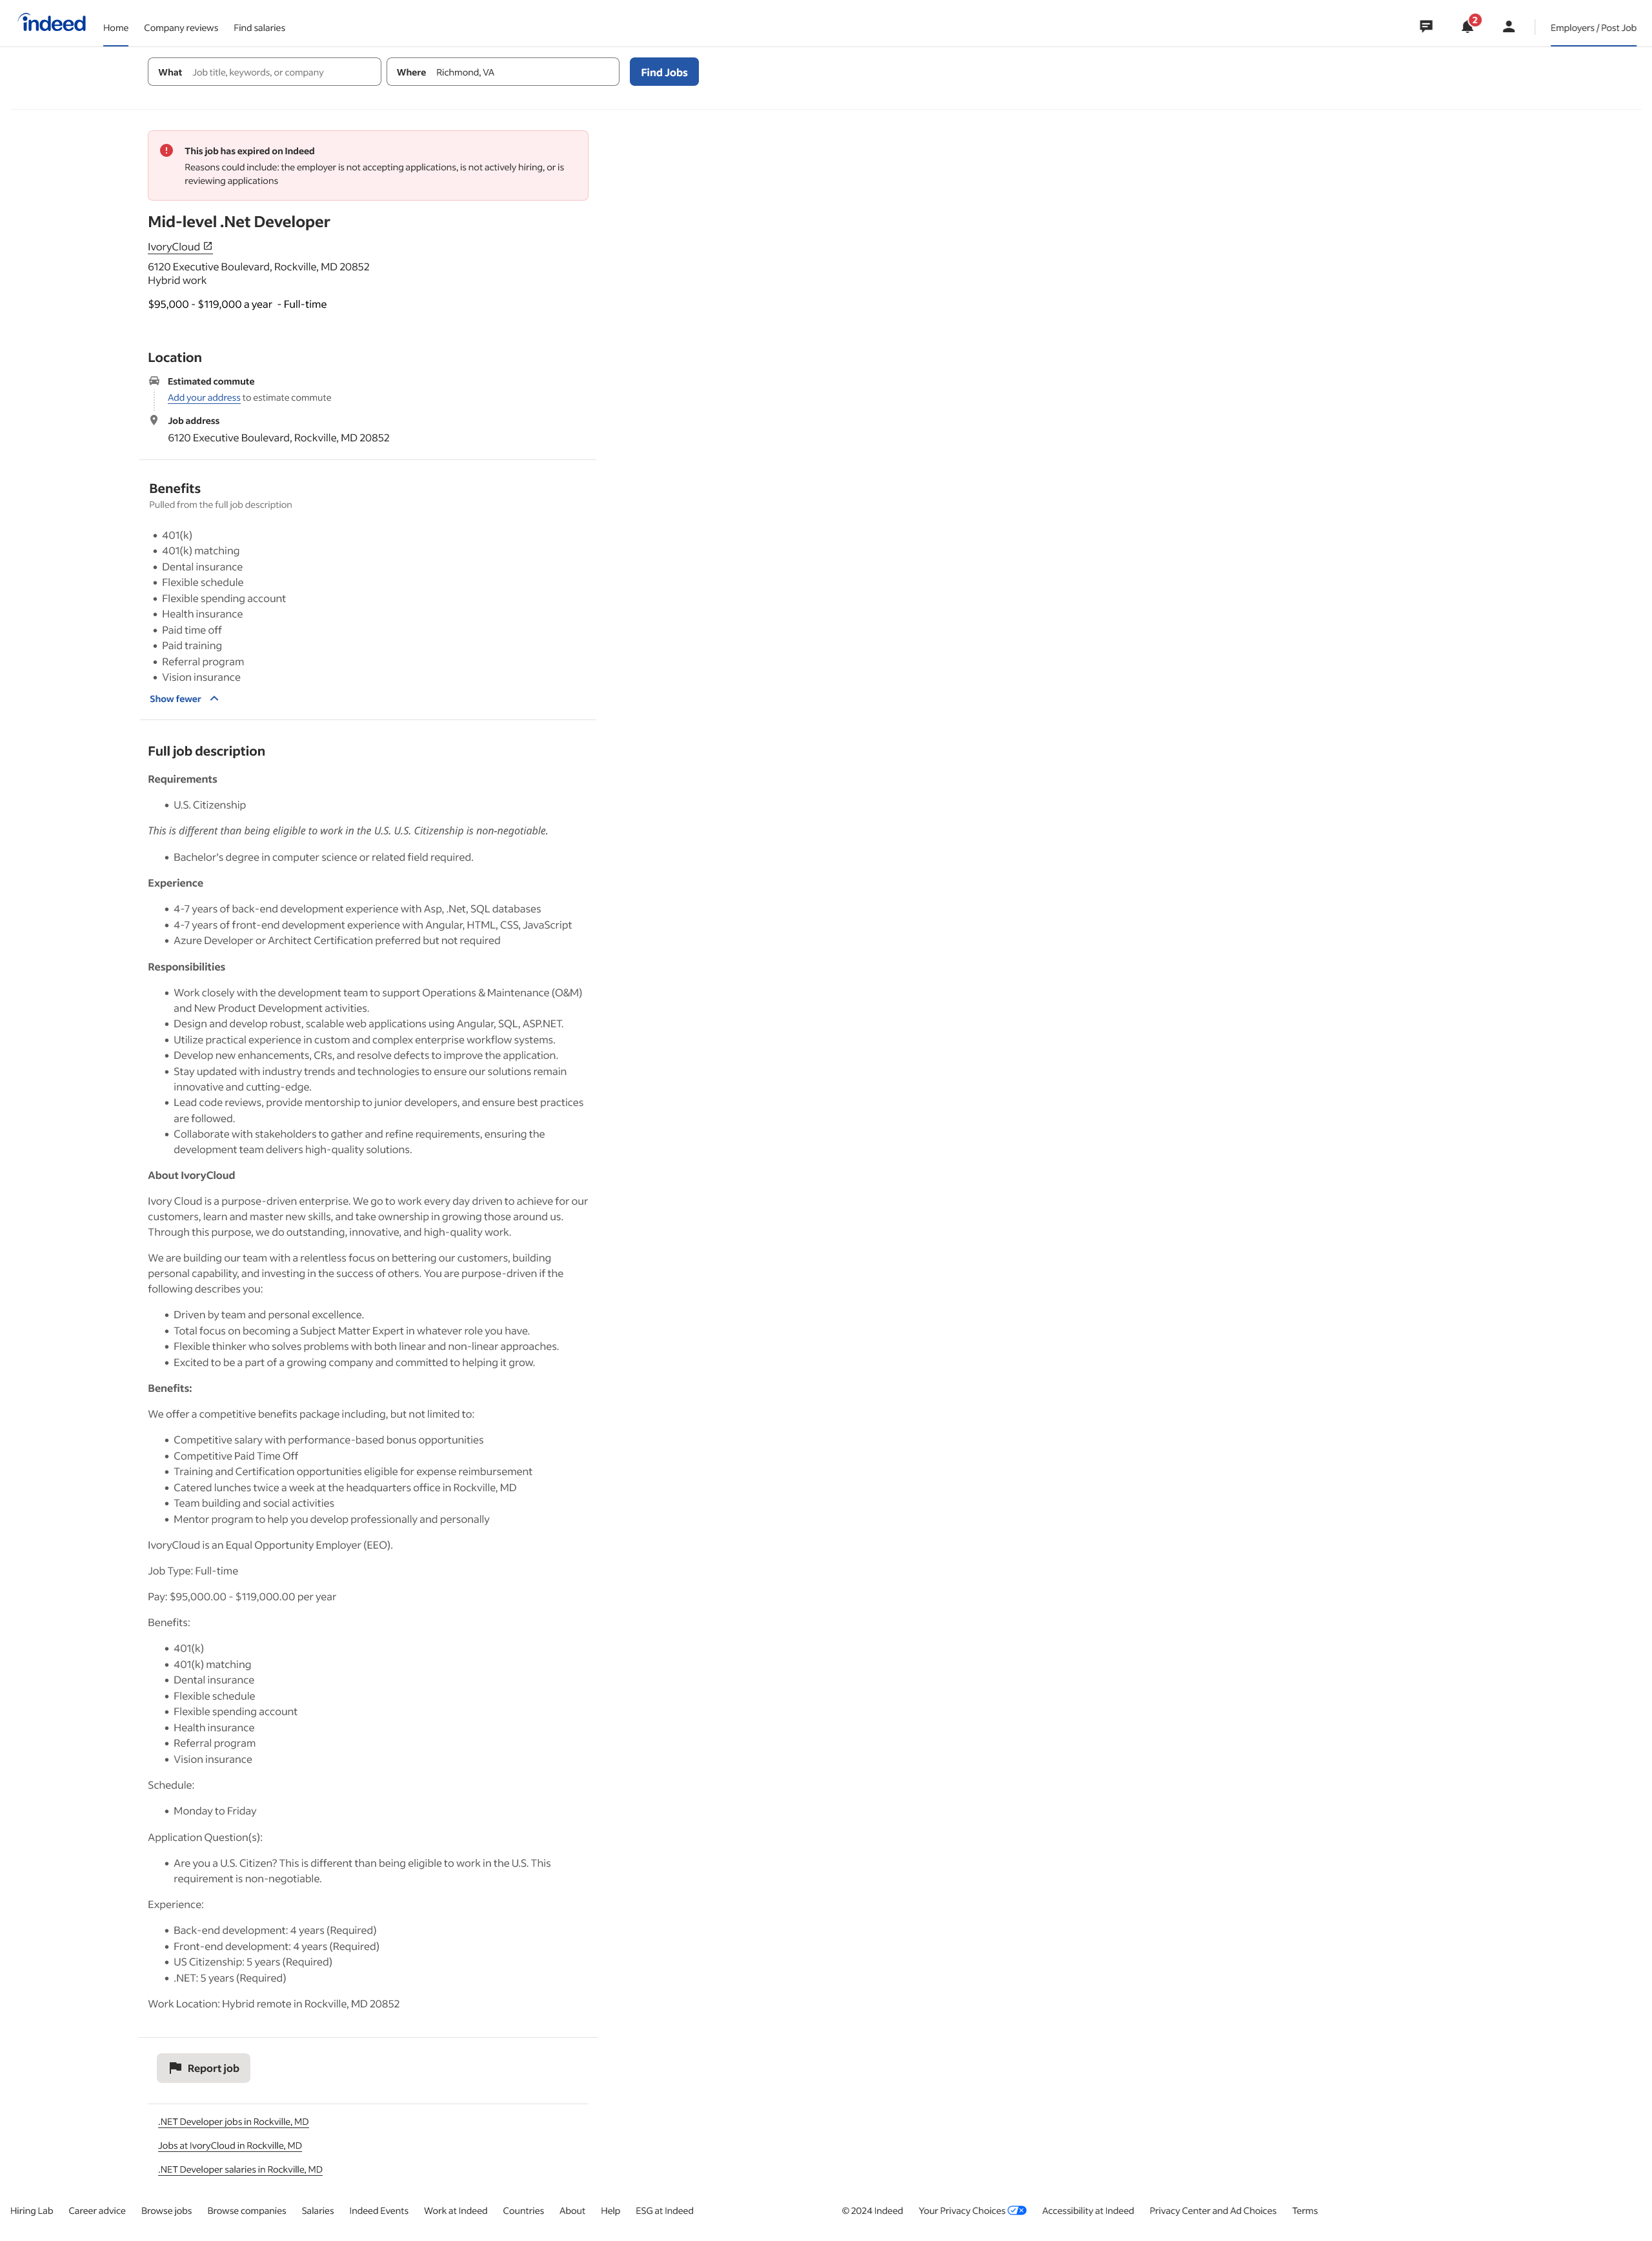 indeed
Home Company reviews Find salaries
2
Employers / Post Job
What Job title, keywords, or company Where Richmond, VA Find Jobs
This job has expired on Indeed
Reasons could include: the employer is not accepting applications, is not actively hiring, or is
reviewing applications
Mid-level .Net Developer
IvoryCloud
6120 Executive Boulevard, Rockville, MD 20852
Hybrid work
$95,000 - $119,000 a year - Full-time
Location
Estimated commute
Add your address to estimate commute
Job address
6120 Executive Boulevard, Rockville, MD 20852
Benefits
Pulled from the full job description
• 401(k)
• 401(k) matching
• Dental insurance
• Flexible schedule
• Flexible spending account
• Health insurance
• Paid time off
• Paid training
• Referral program
• Vision insurance
Show fewer
Full job description
Requirements
• U.S. Citizenship
This is different than being eligible to work in the U.S. U.S. Citizenship is non-negotiable.
• Bachelor's degree in computer science or related field required.
Experience
• 4-7 years of back-end development experience with Asp, .Net, SQL databases
• 4-7 years of front-end development experience with Angular, HTML, CSS, JavaScript
• Azure Developer or Architect Certification preferred but not required
Responsibilities
• Work closely with the development team to support Operations & Maintenance (O&M)
and New Product Development activities.
• Design and develop robust, scalable web applications using Angular, SQL, ASP.NET.
• Utilize practical experience in custom and complex enterprise workflow systems.
• Develop new enhancements, CRs, and resolve defects to improve the application.
• Stay updated with industry trends and technologies to ensure our solutions remain
innovative and cutting-edge.
• Lead code reviews, provide mentorship to junior developers, and ensure best practices
are followed.
• Collaborate with stakeholders to gather and refine requirements, ensuring the
development team delivers high-quality solutions.
About IvoryCloud
Ivory Cloud is a purpose-driven enterprise. We go to work every day driven to achieve for our
customers, learn and master new skills, and take ownership in growing those around us.
Through this purpose, we do outstanding, innovative, and high-quality work.
We are building our team with a relentless focus on bettering our customers, building
personal capability, and investing in the success of others. You are purpose-driven if the
following describes you:
• Driven by team and personal excellence.
• Total focus on becoming a Subject Matter Expert in whatever role you have.
• Flexible thinker who solves problems with both linear and non-linear approaches.
• Excited to be a part of a growing company and committed to helping it grow.
Benefits:
We offer a competitive benefits package including, but not limited to:
• Competitive salary with performance-based bonus opportunities
• Competitive Paid Time Off
• Training and Certification opportunities eligible for expense reimbursement
• Catered lunches twice a week at the headquarters office in Rockville, MD
• Team building and social activities
• Mentor program to help you develop professionally and personally
IvoryCloud is an Equal Opportunity Employer (EEO).
Job Type: Full-time
Pay: $95,000.00 - $119,000.00 per year
Benefits:
• 401(k)
• 401(k) matching
• Dental insurance
• Flexible schedule
• Flexible spending account
• Health insurance
• Referral program
• Vision insurance
Schedule:
• Monday to Friday
Application Question(s):
• Are you a U.S. Citizen? This is different than being eligible to work in the U.S. This
requirement is non-negotiable.
Experience:
• Back-end development: 4 years (Required)
• Front-end development: 4 years (Required)
• US Citizenship: 5 years (Required)
• .NET: 5 years (Required)
Work Location: Hybrid remote in Rockville, MD 20852
Report job
.NET Developer jobs in Rockville, MD
Jobs at IvoryCloud in Rockville, MD
.NET Developer salaries in Rockville, MD
Hiring Lab Career advice Browse jobs Browse companies Salaries Indeed Events Work at Indeed Countries About Help ESG at Indeed © 2024 Indeed Your Privacy Choices Accessibility at Indeed Privacy Center and Ad Choices Terms